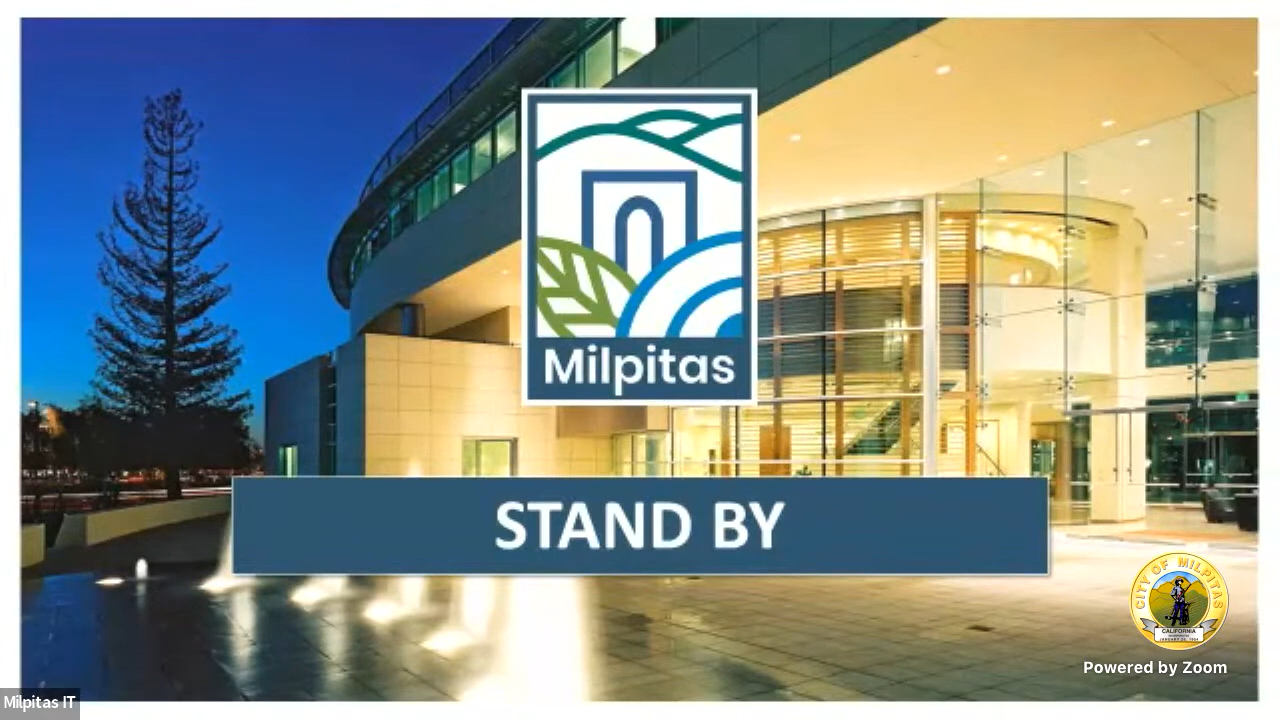 Milpitas
STAND BY
CITY OF MILPITAS
CALIFORNIA
Powered by Zoom
Milpitas IT